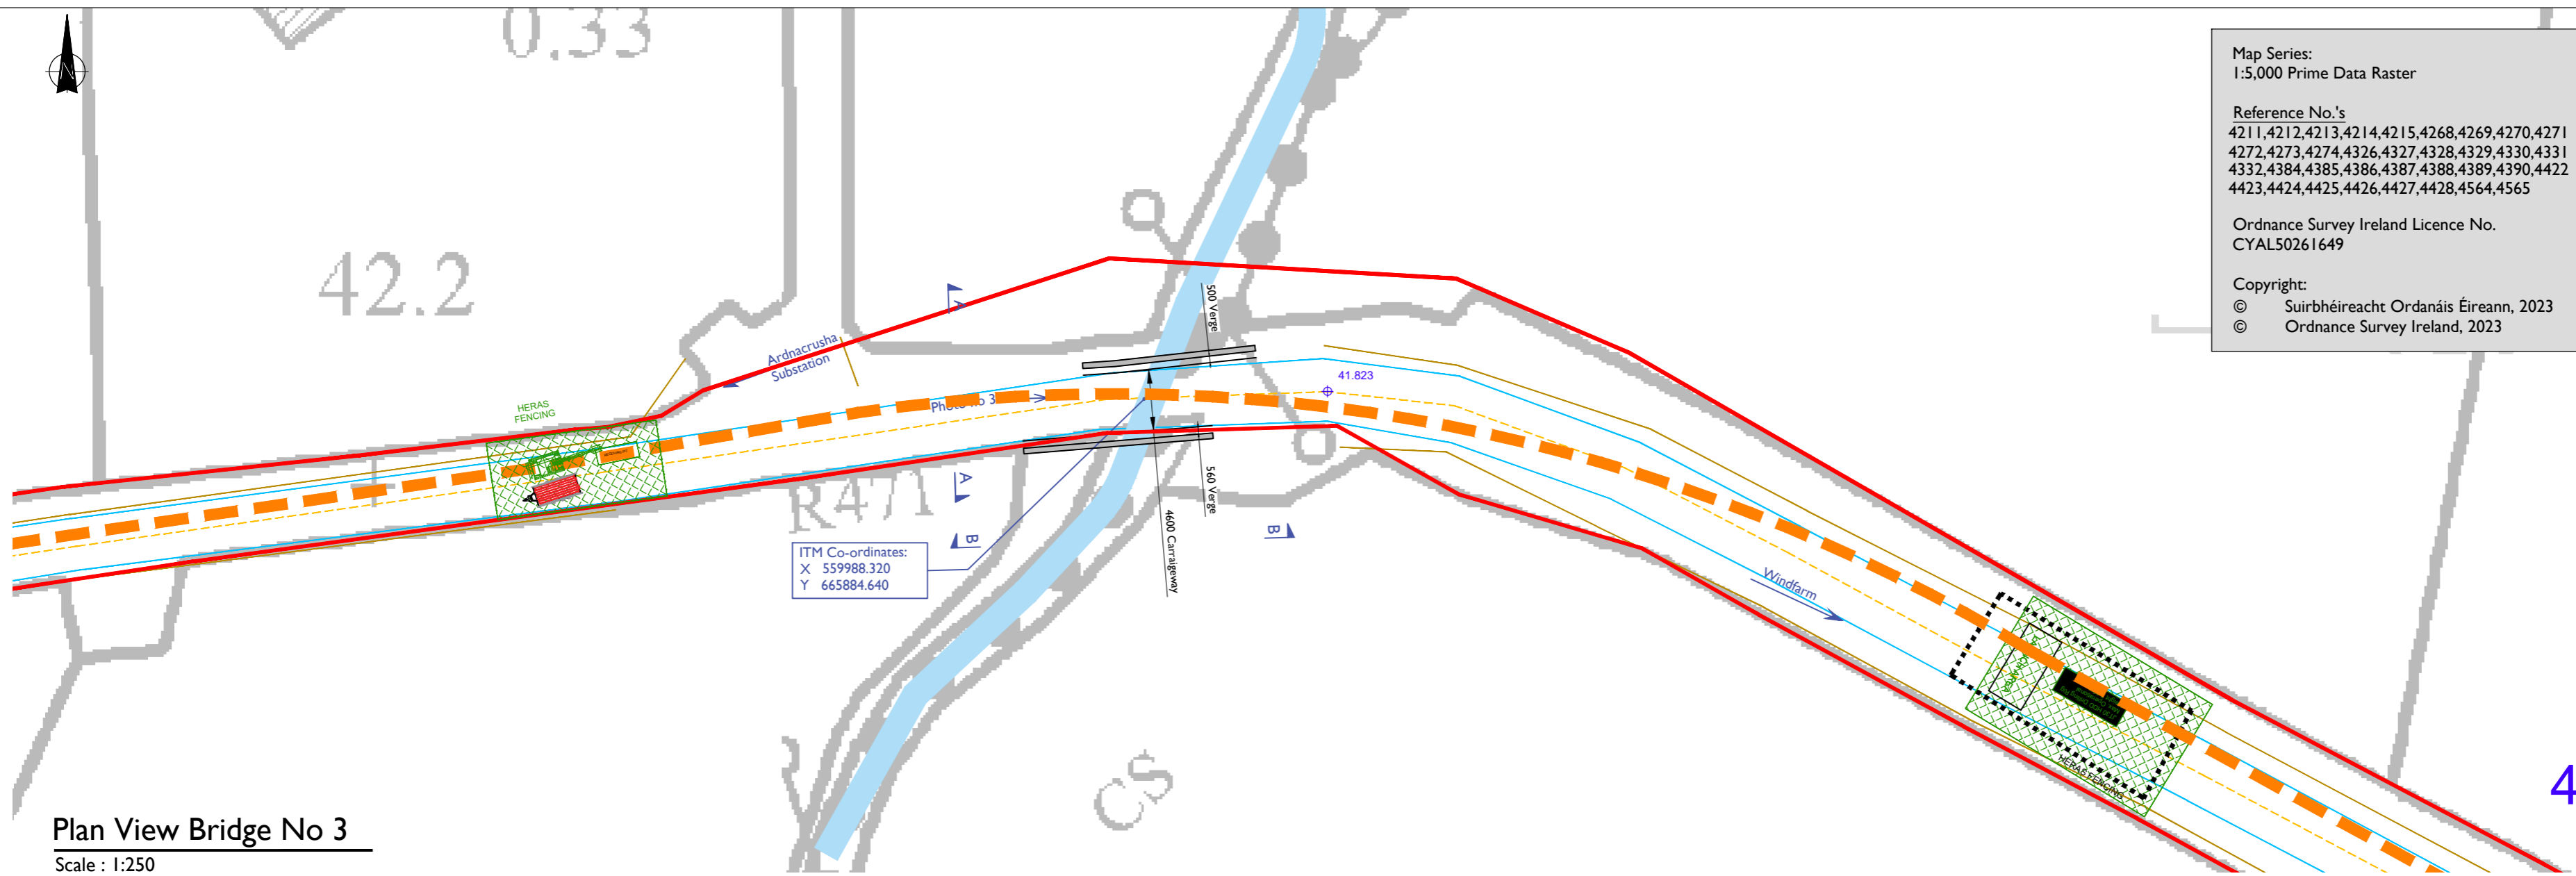 N
0.33
42.2
Map Series:
1:5,000 Prime Data Raster
Reference No.'s
4211,4212,4213,4214,4215,4268,4269,4270,4271
4272,4273,4274,4326,4327,4328,4329,4330,4331
4332,4384,4385,4386,4387,4388,4389,4390,4422
4423,4424,4425,4426,4427,4428,4564,4565
Ordnance Survey Ireland Licence No.
CYAL50261649
Copyright:
© Suirbhéireacht Ordanáis Éireann, 2023
© Ordnance Survey Ireland, 2023
A
500 Verge
Ardnacrusha
Substation
41.823
HERAS
FENCING
Photo no 3
560 Verge
A
R471
4600 Carraigeway
B
B
ITM Co-ordinates:
X 559988.320
Y 665884.640
Windfarm
HERAS FENCING
CS
4
Plan View Bridge No 3
Scale : 1:250